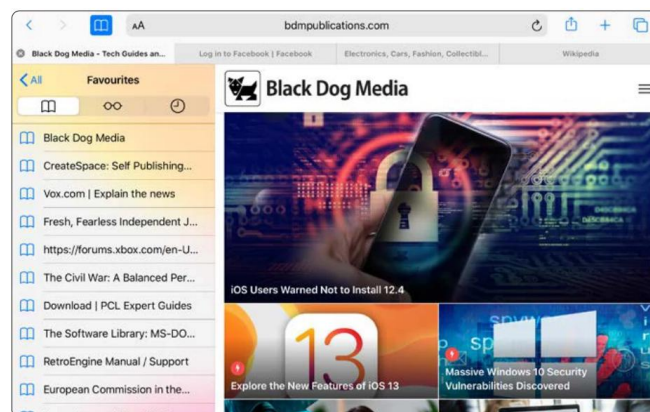 AA
bdmpublications.com
Black Dog Media - Tech Guides an...
Log in to Facebook | Facebook
Electronics, Cars, Fashion, Collectibl...
Wikipedia
All
Favourites
Black Dog Media
CreateSpace: Self Publishing...
Vox.com | Explain the news
Fresh, Fearless Independent J...
https://forums.xbox.com/en-U...
The Civil War: A Balanced Per...
Download | PCL Expert Guides
The Software Library: MS-DO...
RetroEngine Manual / Support
European Commission in the...
Black Dog Media
iOS Users Warned Not to Install 12.4
13
Explore the New Features of iOS 13
spyw
sp
Massive Windows 10 Security
Vulnerabilities Discovered